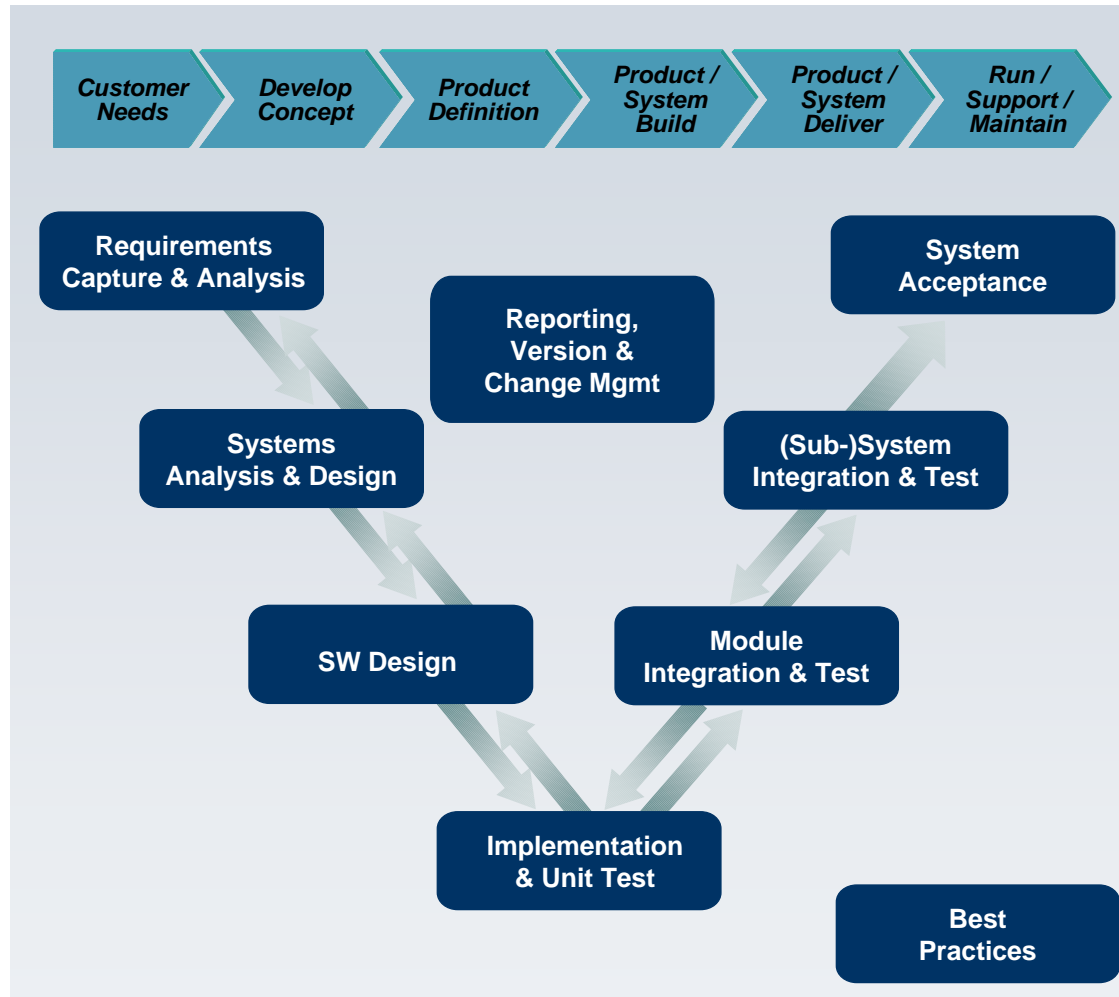 Customer
Needs
Develop
Concept
Product
Definition
Product /
System
Build
Product /
System
Deliver
Run /
Support /
Maintain
Requirements
Capture & Analysis
System
Acceptance
Reporting,
Version &
Change Mgmt
Systems
Analysis & Design
(Sub-)System
Integration & Test
SW Design
Module
Integration & Test
Implementation
& Unit Test
Best
Practices